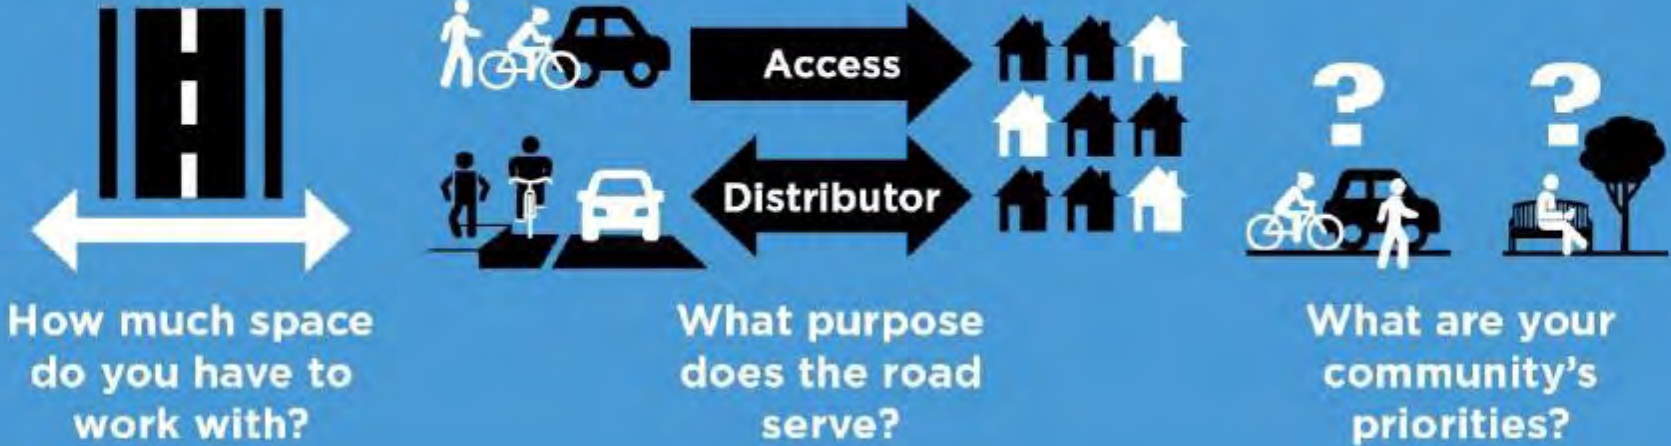 Access
Distributor
?
?
How much space
do you have to
work with?
What purpose
does the road
serve?
What are your
community's
priorities?